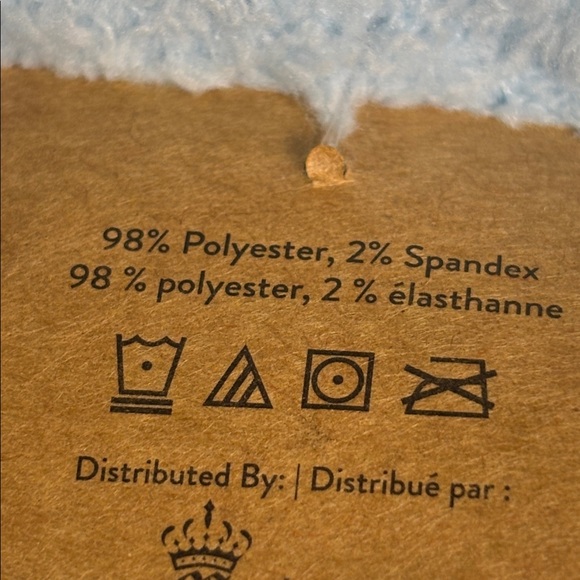 98% Polyester, 2% Spandex
98 % polyester, 2 % élasthanne
Distributed By: | Distribué par :